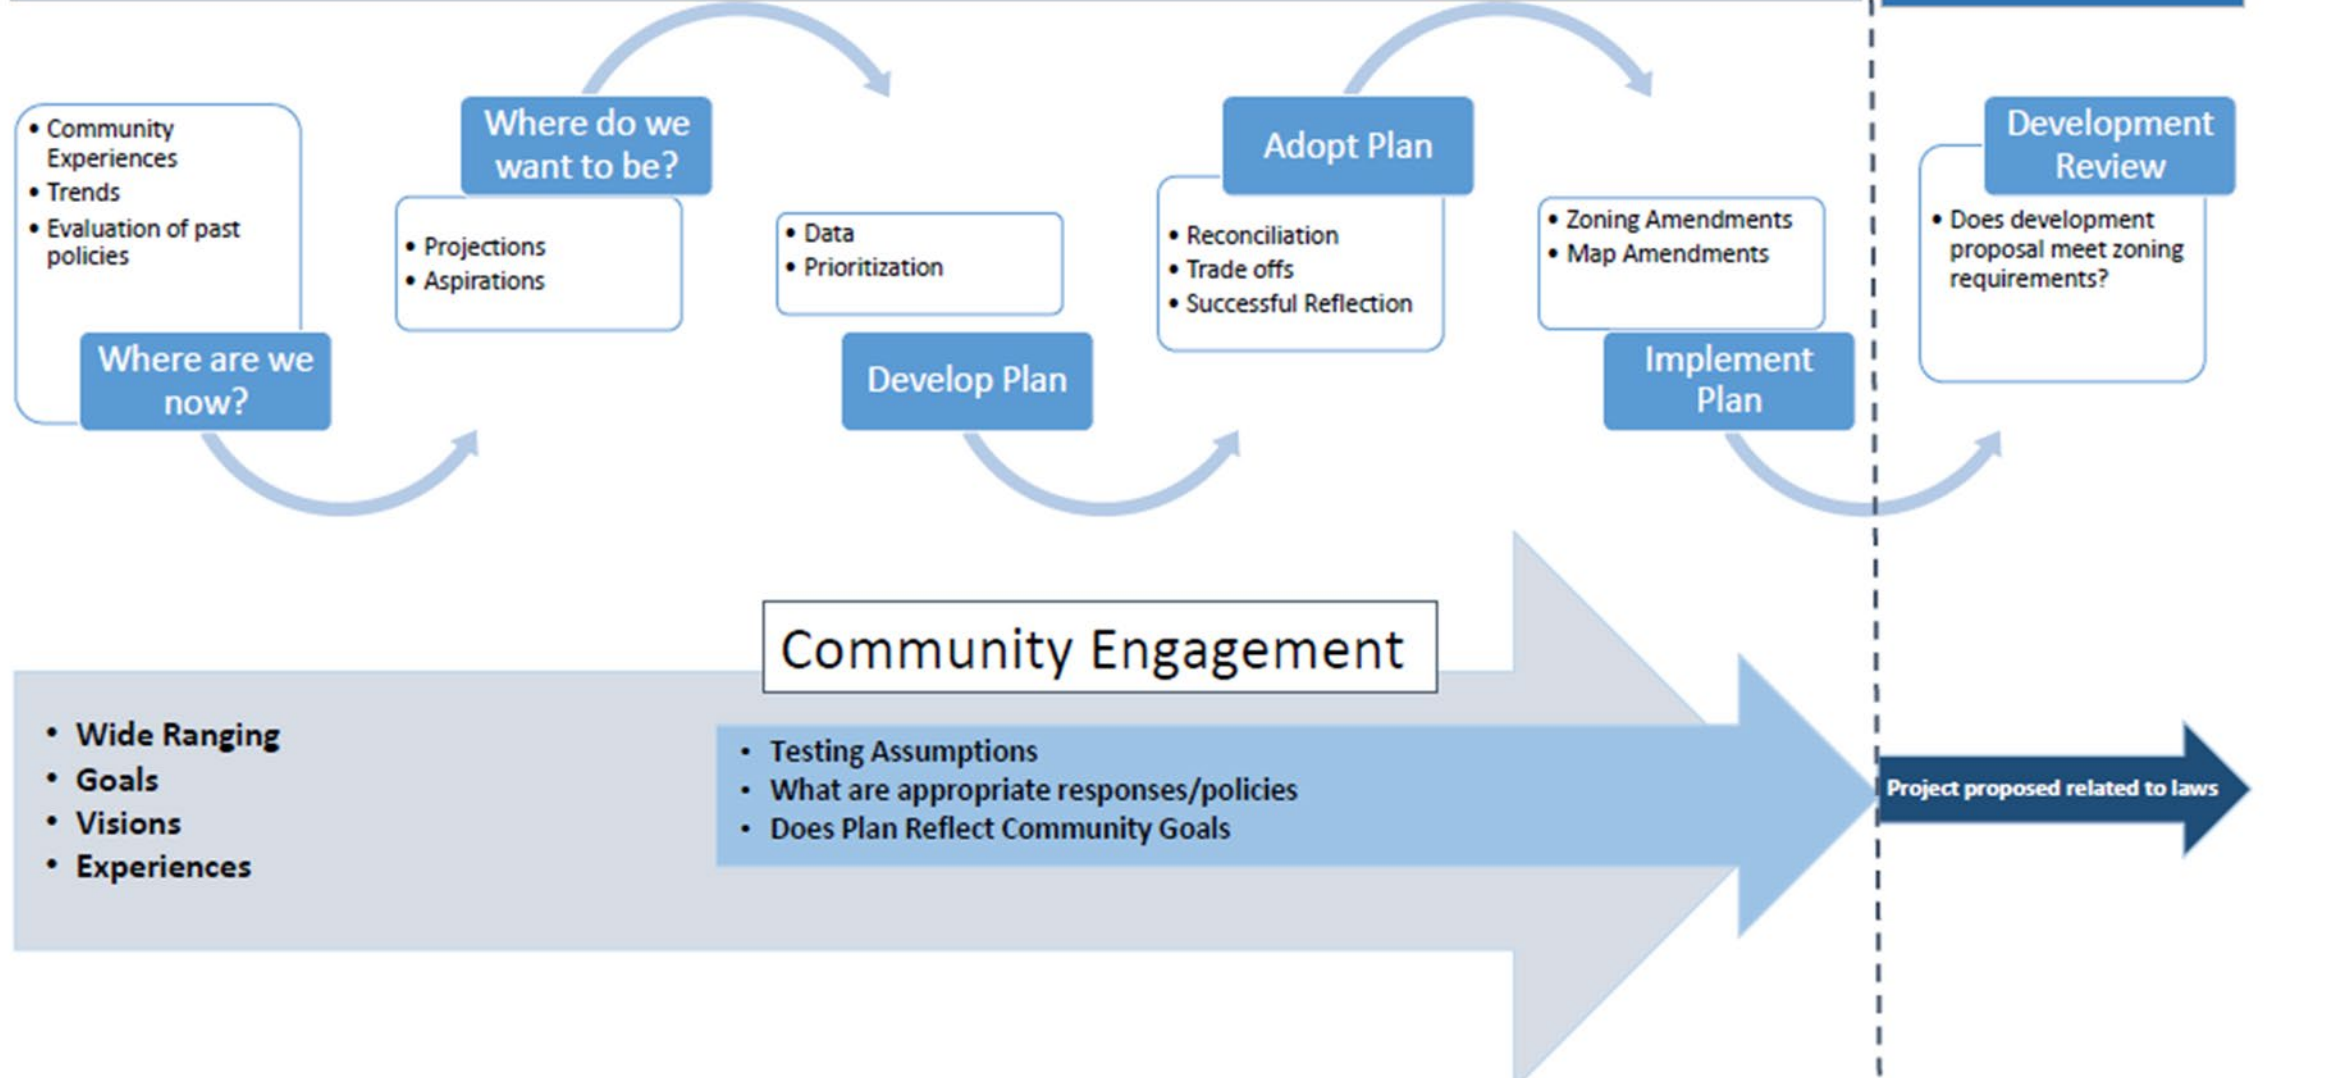 • Community
Experiences
• Trends
• Evaluation of past
policies
Where are we
now?
Where do we
want to be?
• Projections
• Aspirations
• Data
• Prioritization
Develop Plan
Adopt Plan
• Reconciliation
• Trade offs
• Successful Reflection
• Zoning Amendments
• Map Amendments
Implement
Plan
Development
Review
• Does development
proposal meet zoning
requirements?
Community Engagement
• Wide Ranging
• Goals
• Visions
• Experiences
• Testing Assumptions
• What are appropriate responses/policies
• Does Plan Reflect Community Goals
Project proposed related to laws